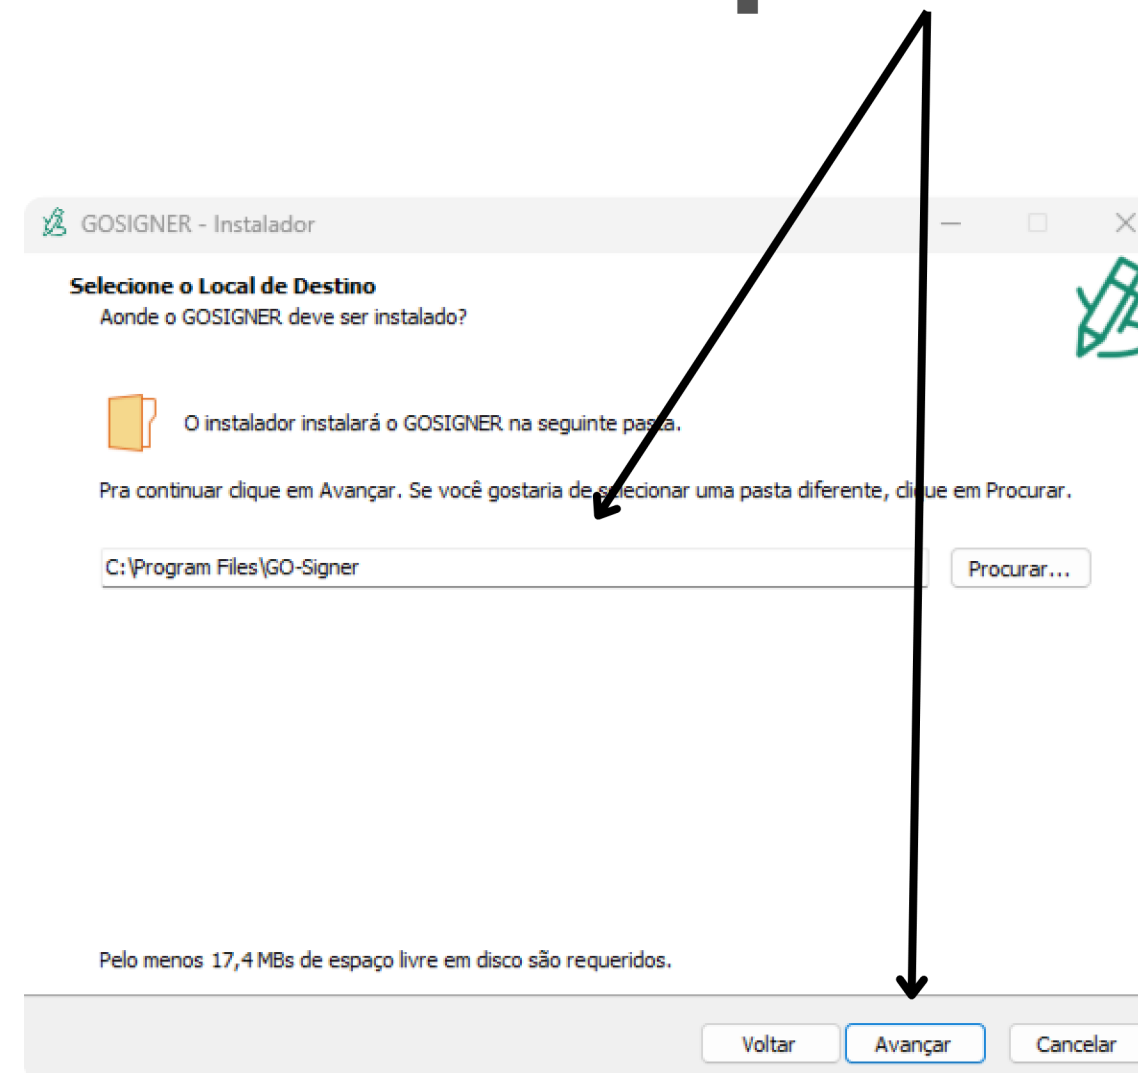 GOSIGNER - Instalador
Selecione o Local de Destino
Aonde o GOSIGNER deve ser instalado?
O instalador instalará o GOSIGNER na seguinte pasta.
Pra continuar clique em Avançar. Se você gostaria de selecionar uma pasta diferente, clique em Procurar.
C:\Program Files\GO-Signer
Procurar...
Pelo menos 17,4 MBs de espaço livre em disco são requeridos.
Voltar
Avançar
Cancelar